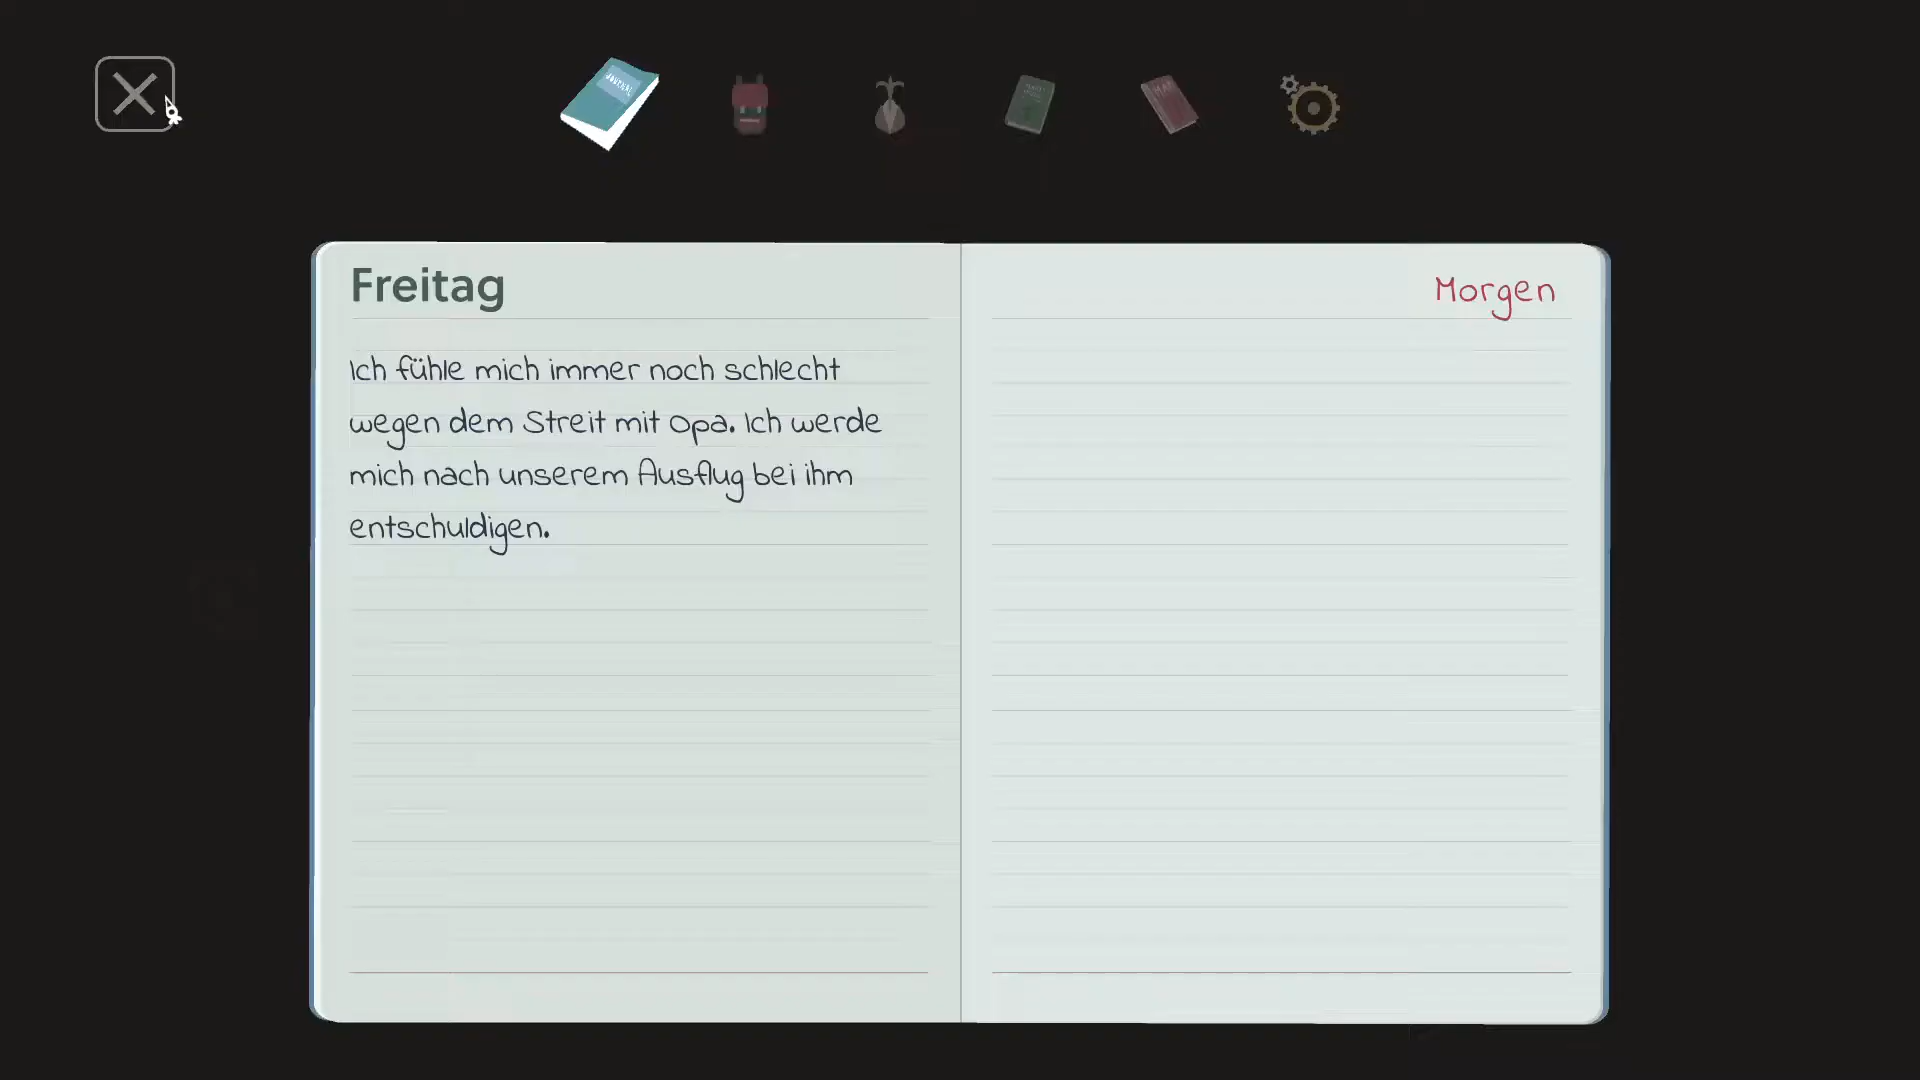 JOURNAL
Freitag
Morgen
Ich fühle mich immer noch schlecht
wegen dem Streit mit Opa. Ich werde
mich nach unserem Ausflug bei ihm
entschuldigen.